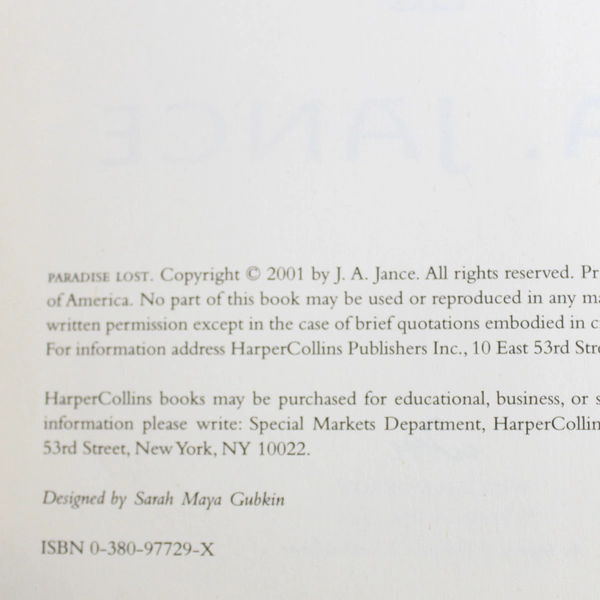 PARADISE LOST. Copyright © 2001 by J. A. Jance. All rights reserved. Pr
of America. No part of this book may be used or reproduced in any ma
written permission except in the case of brief quotations embodied in c
For information address HarperCollins Publishers Inc., 10 East 53rd Stre
HarperCollins books may be purchased for educational, business, or s
information please write: Special Markets Department, HarperCollin
53rd Street, New York, NY 10022.
Designed by Sarah Maya Gubkin
ISBN 0-380-97729-X